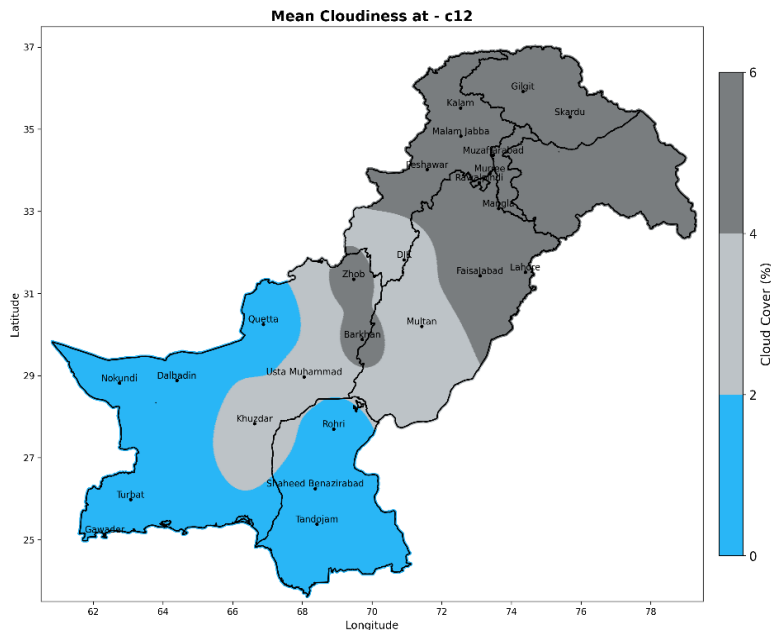 Mean Cloudiness at - c12
37
35
33
31
29
27
25
Latitude
62
64
66
68
70
72
74
76
78
Longitude
Gilgit
Kalam
Skardu
Malam Jabba
Muzaffarabad
Peshawar
Murree
Rawalpindi
Mangla
DIK
Zhob
Faisalabad
Lahore
Quetta
Multan
Barkhan
Nokundi
Dalbadin
Usta Muhammad
Khuzdar
Rohri
Shaheed Benazirabad
Turbat
Tandojam
Gawader
6
4
2
0
Cloud Cover (%)